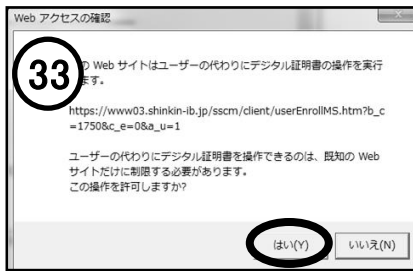 Web アクセスの確認
33
Web サイトはユーザーの代わりにデジタル証明書の操作を実行
ます。
https://www03.shinkin-ib.jp/sscm/client/userEnrollMS.htm?b_c
=1750&c_e=0&a_u=1
ユーザーの代わりにデジタル証明書を操作できるのは、既知の Web
サイトだけに制限する必要があります。
この操作を許可しますか?
はい(Y) いいえ(N)